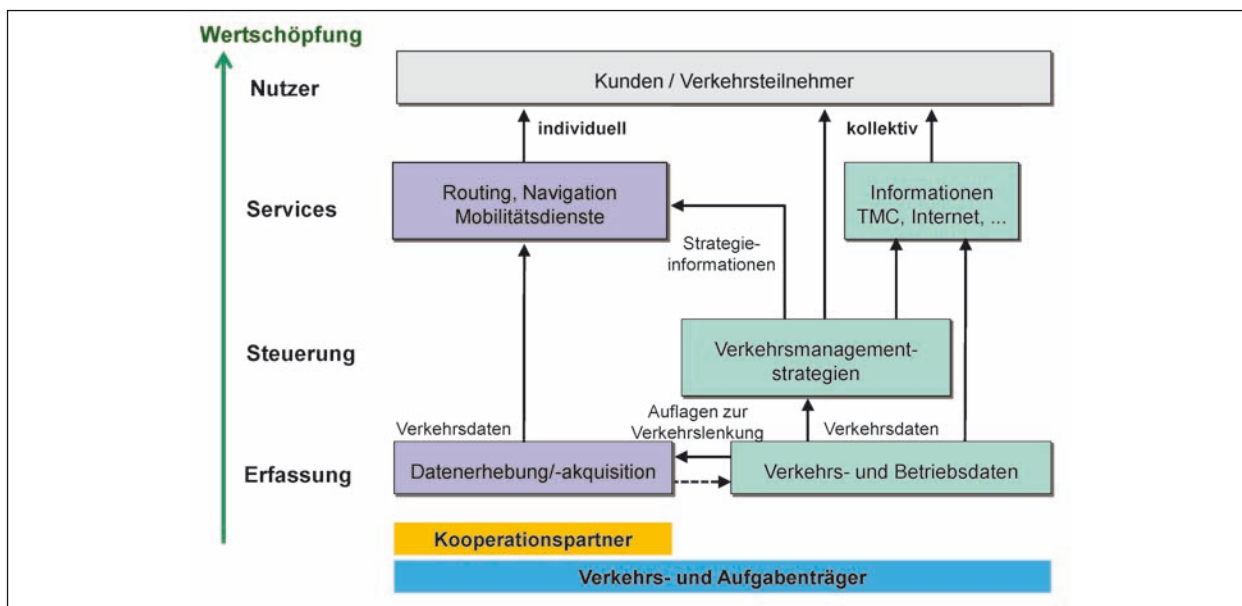 Wertschöpfung
Nutzer
Kunden / Verkehrsteilnehmer
individuell
kollektiv
Services
Routing, Navigation
Mobilitätsdienste
Informationen
TMC, Internet, ...
Strategie-
informationen
Steuerung
Verkehrsmanagement-
strategien
Auflagen zur
Verkehrslenkung
Verkehrsdaten
Verkehrsdaten
Erfassung
Datenerhebung/-akquisition
Verkehrs- und Betriebsdaten
Kooperationspartner
Verkehrs- und Aufgabenträger